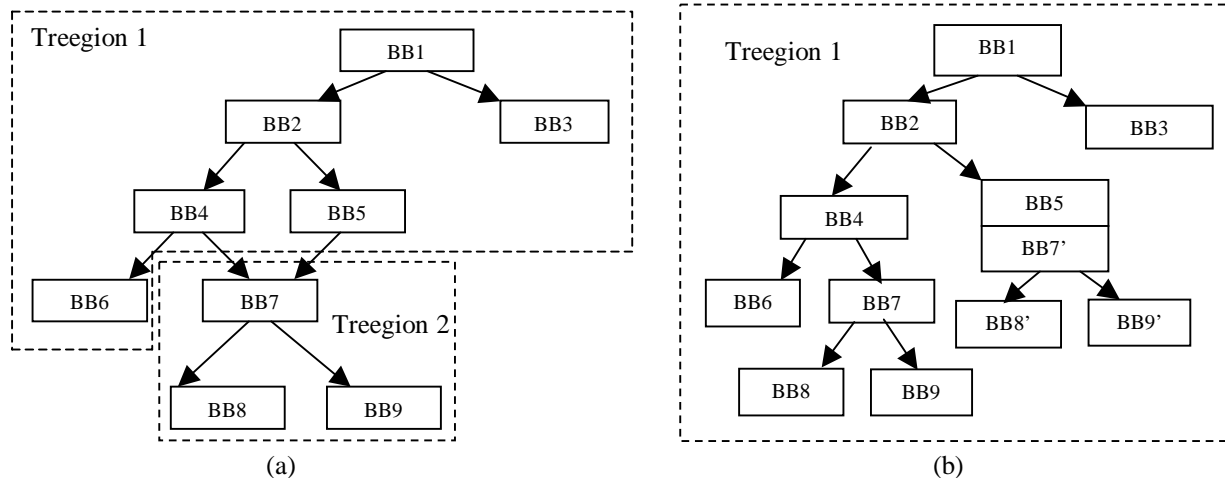 Treegion 1
BB1
BB2
BB3
BB4
BB5
BB6
BB7
Treegion 2
BB8
BB9
(a)
Treegion 1
BB1
BB2
BB3
BB4
BB5
BB7’
BB6
BB7
BB8’
BB9’
BB8
BB9
(b)